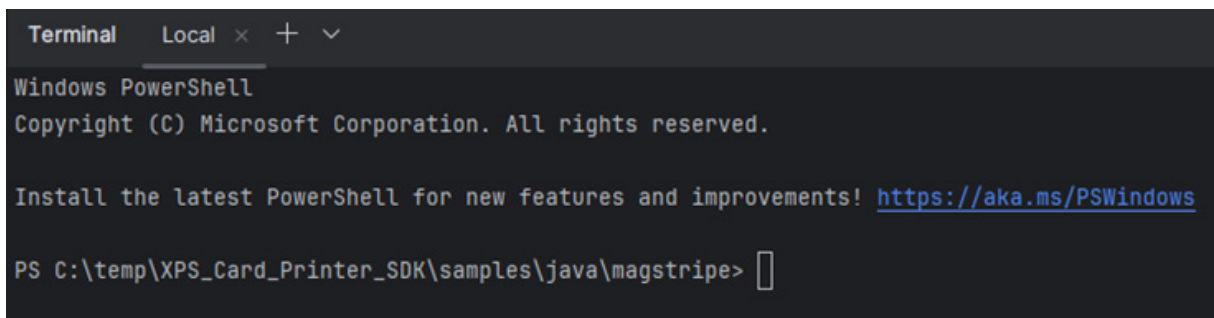 Terminal Local × +
Windows PowerShell
Copyright (C) Microsoft Corporation. All rights reserved.
Install the latest PowerShell for new features and improvements! https://aka.ms/PSWindows
PS C:\temp\XPS_Card_Printer_SDK\samples\java\magstripe>